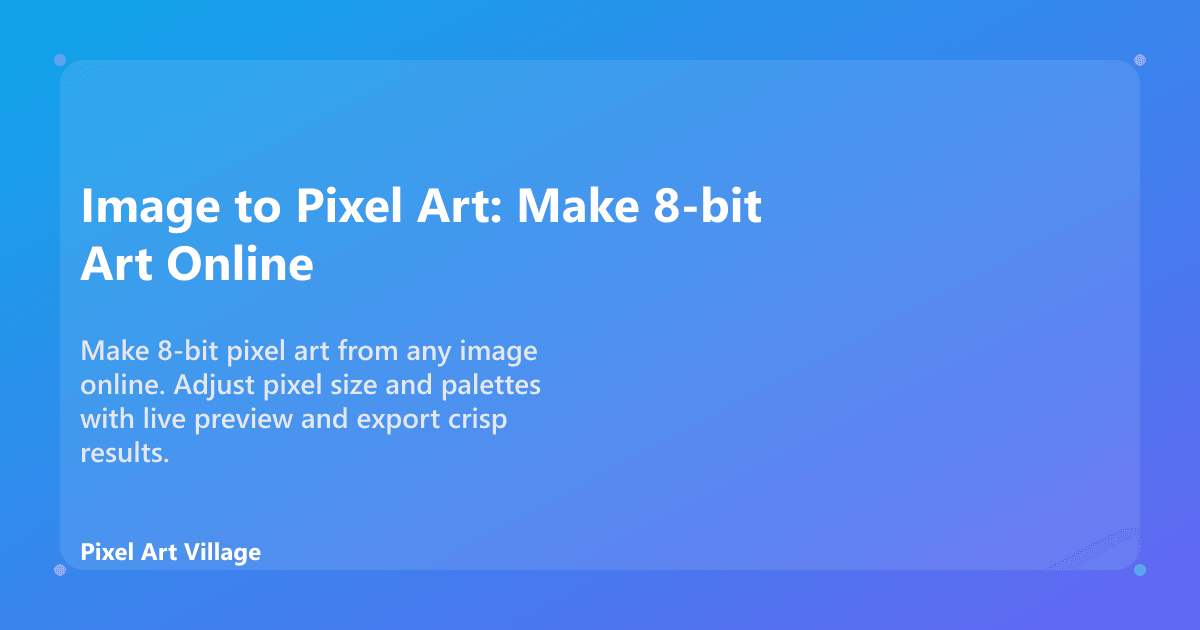 Image to Pixel Art: Make 8-bit
Art Online
Make 8-bit pixel art from any image
online. Adjust pixel size and palettes
with live preview and export crisp
results.
Pixel Art Village